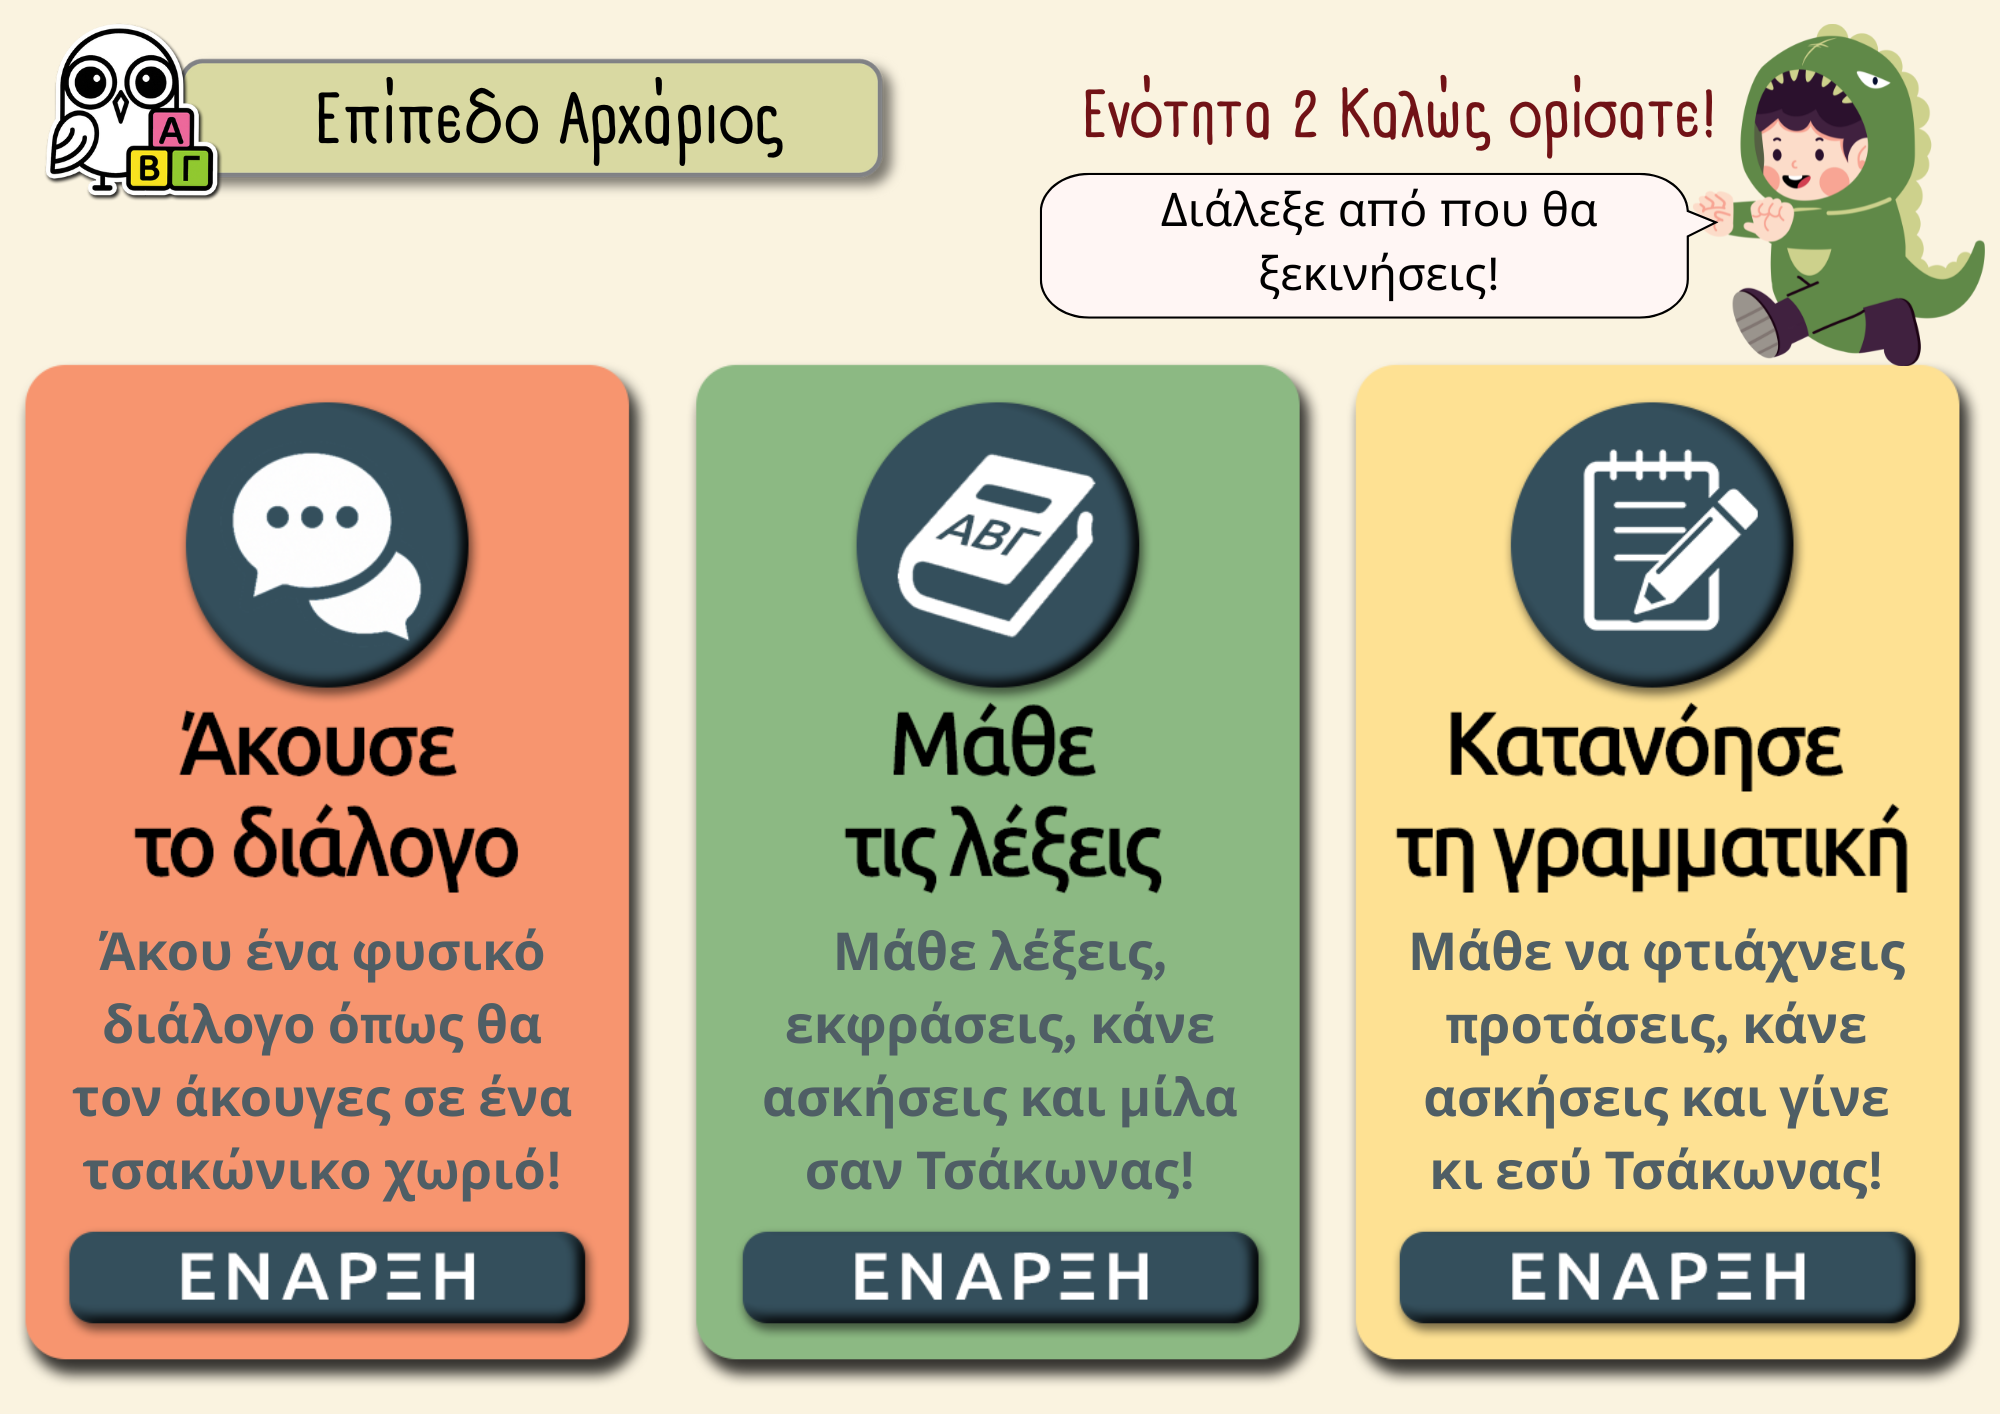 Α
Β Γ
Επίπεδο Αρχάριος
Ενότητα 2 Καλώς ορίσατε!
Διάλεξε από που θα
ξεκινήσεις!
Άκουσε
το διάλογο
Άκου ένα φυσικό
διάλογο όπως θα
τον άκουγες σε ένα
τσακώνικο χωριό!
ΕΝΑΡΞΗ
ΑΒΓ
Μάθε
τις λέξεις
Μάθε λέξεις,
εκφράσεις, κάνε
ασκήσεις και μίλα
σαν Τσάκωνας!
ΕΝΑΡΞΗ
Κατανόησε
τη γραμματική
Μάθε να φτιάχνεις
προτάσεις, κάνε
ασκήσεις και γίνε
κι εσύ Τσάκωνας!
ΕΝΑΡΞΗ